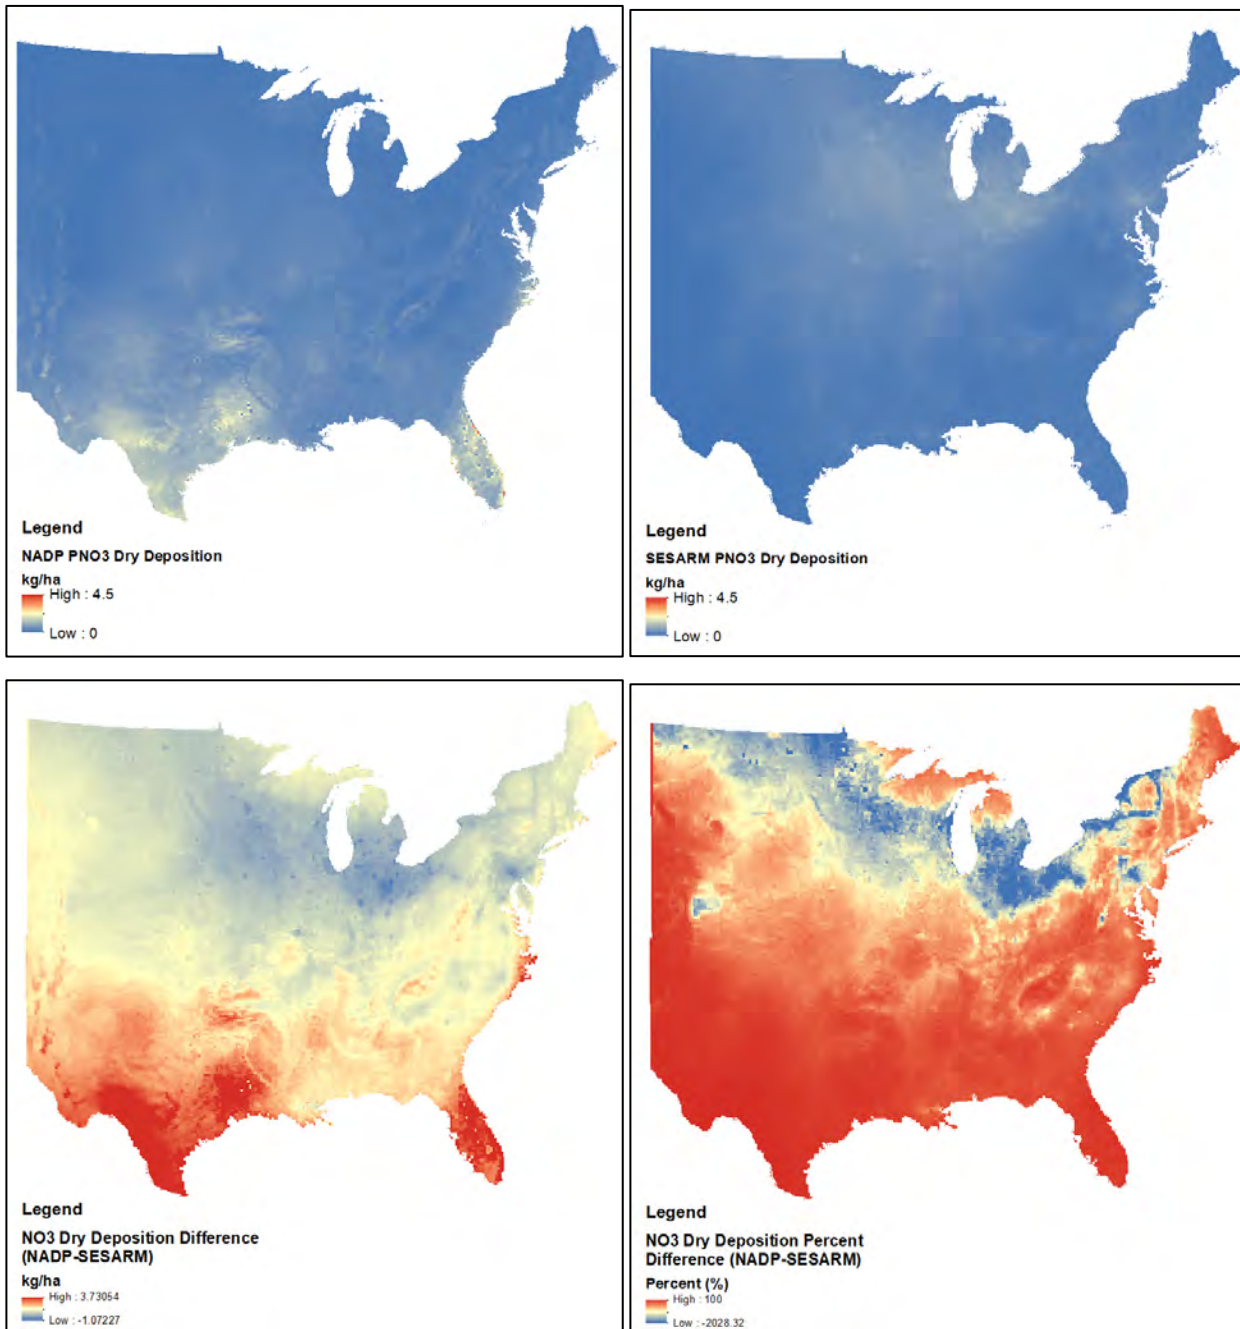 Legend
NADP PNO3 Dry Deposition
kg/ha
High : 4.5
Low : 0
Legend
SESARM PNO3 Dry Deposition
kg/ha
High : 4.5
Low : 0
Legend
NO3 Dry Deposition Difference
(NADP-SESARM)
kg/ha
High : 3.73054
Low : -1.07227
Legend
NO3 Dry Deposition Percent
Difference (NADP-SESARM)
Percent (%)
High : 100
Low : -2028.32